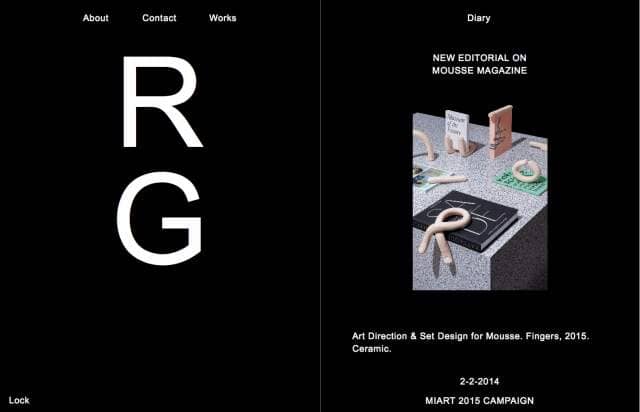 About Contact Works
R
G
Lock
Diary
NEW EDITORIAL ON
MOUSSE MAGAZINE
Art Direction & Set Design for Mousse. Fingers, 2015.
Ceramic.
2-2-2014
MIART 2015 CAMPAIGN